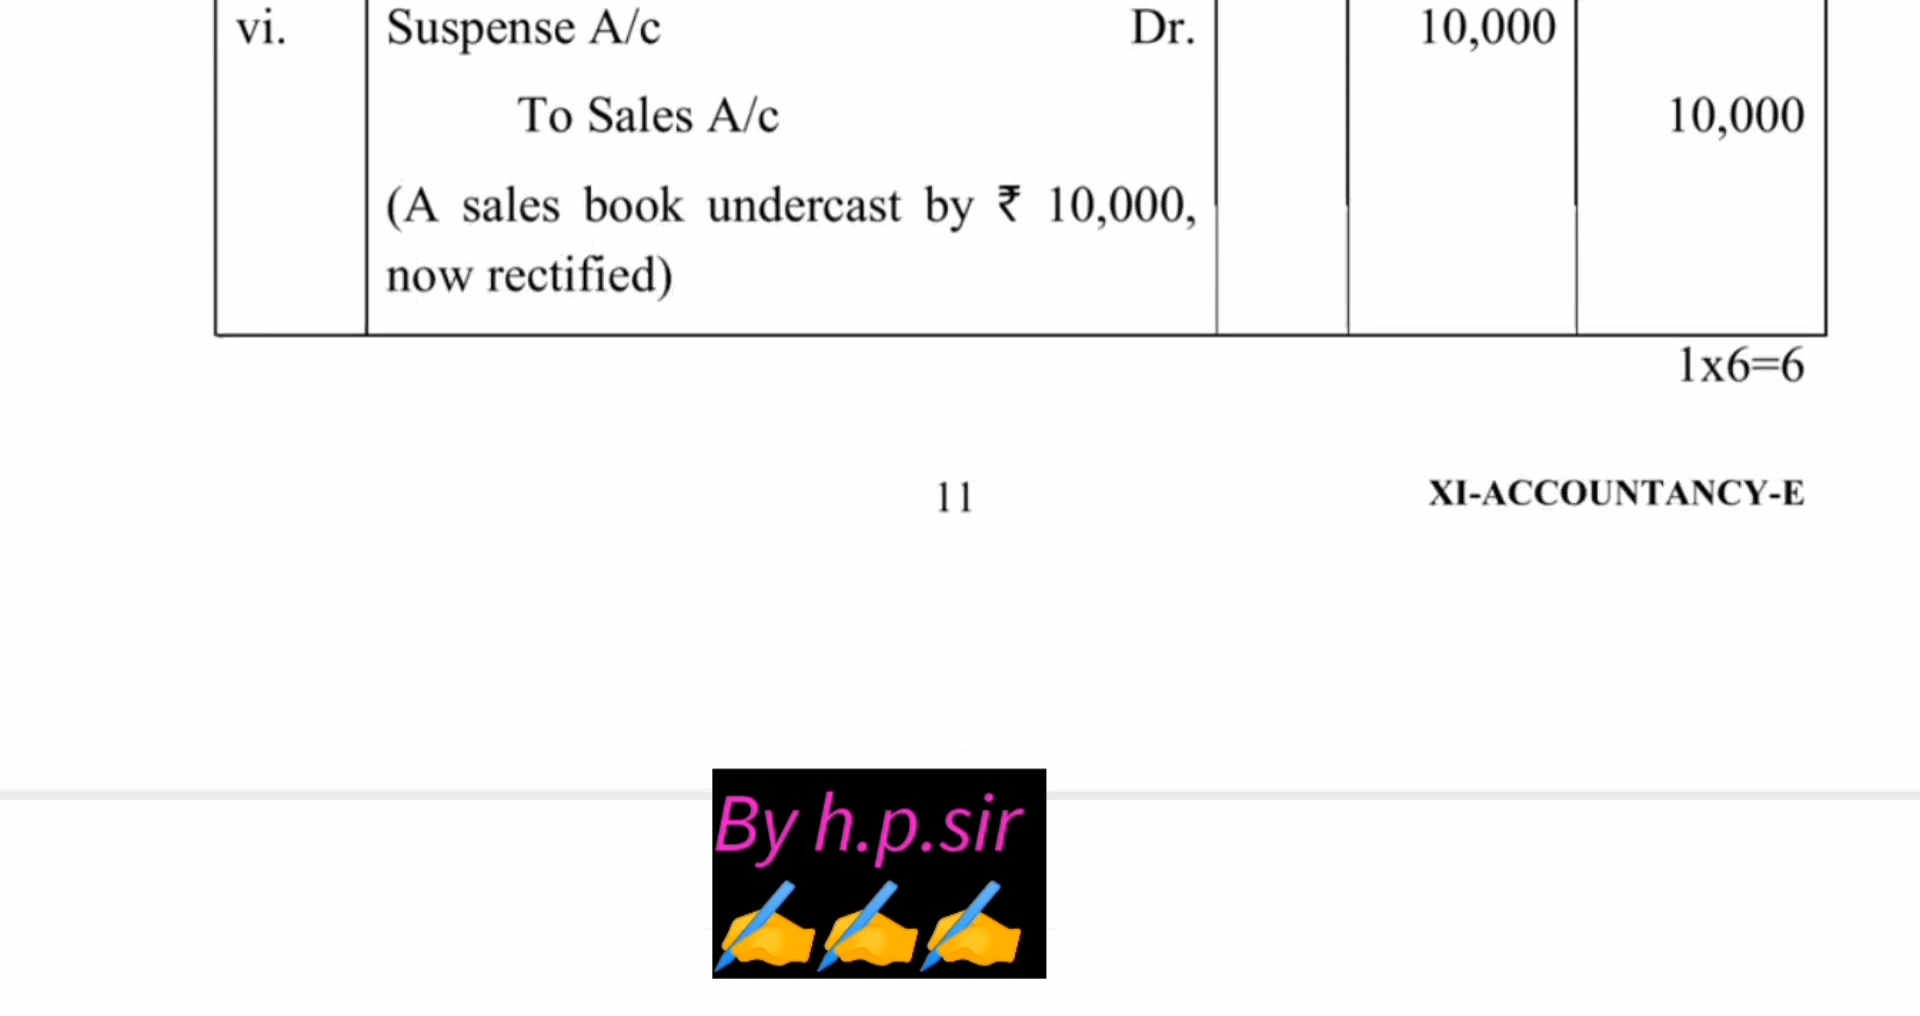 vi. Suspense A/c Dr. 10,000
To Sales A/c 10,000
(A sales book undercast by ₹ 10,000,
now rectified)
1x6=6
11 XI-ACCOUNTANCY-E
By h.p.sir
✍✍✍